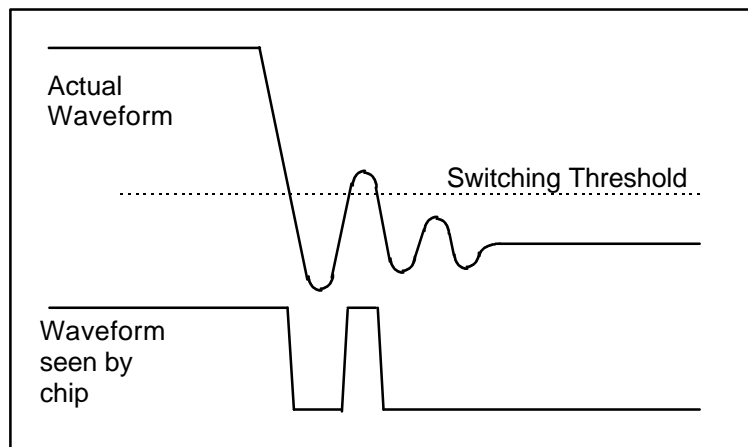 Actual
Waveform
Switching Threshold
Waveform
seen by
chip